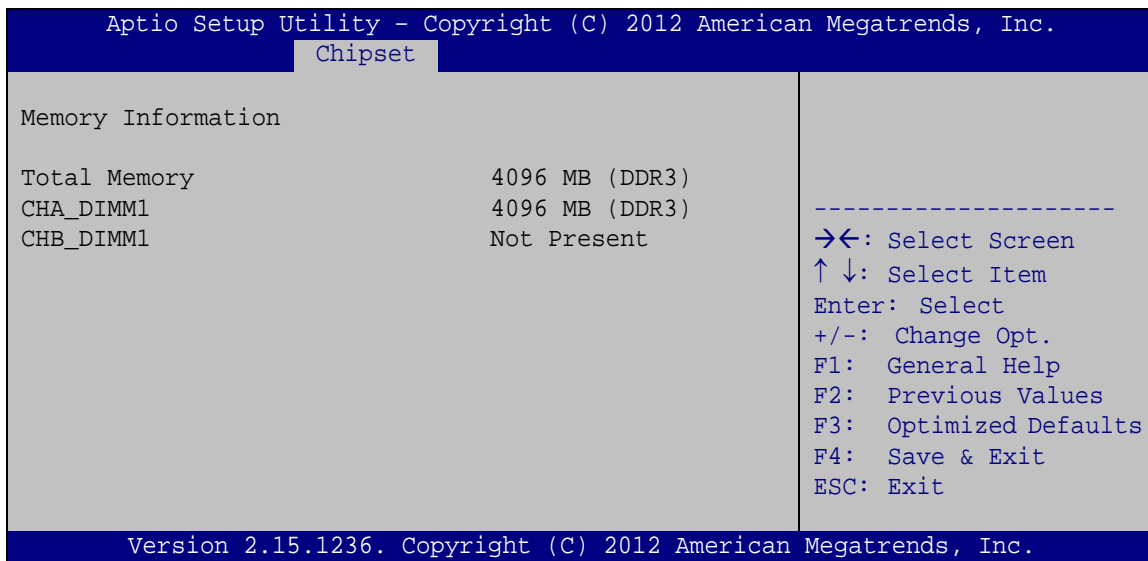 Aptio Setup Utility – Copyright (C) 2012 American Megatrends, Inc.
Chipset
Memory Information
Total Memory 4096 MB (DDR3)
CHA_DIMM1 4096 MB (DDR3)
CHB_DIMM1 Not Present
---------------------
→←: Select Screen
↑ ↓: Select Item
Enter: Select
+/-: Change Opt.
F1: General Help
F2: Previous Values
F3: Optimized Defaults
F4: Save & Exit
ESC: Exit
Version 2.15.1236. Copyright (C) 2012 American Megatrends, Inc.